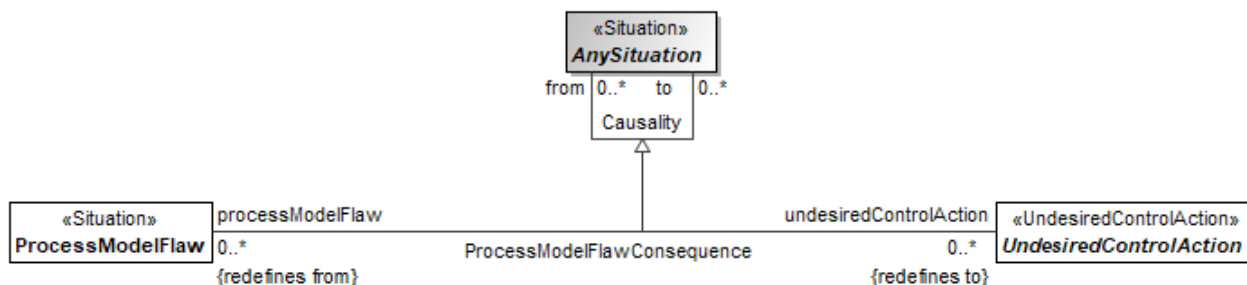 «Situation»
AnySituation
from 0..* to 0..*
Causality
«Situation»
ProcessModelFlaw
processModelFlaw
0..*
{redefines from}
ProcessModelFlawConsequence
undesiredControlAction
0..*
{redefines to}
«UndesiredControlAction»
UndesiredControlAction